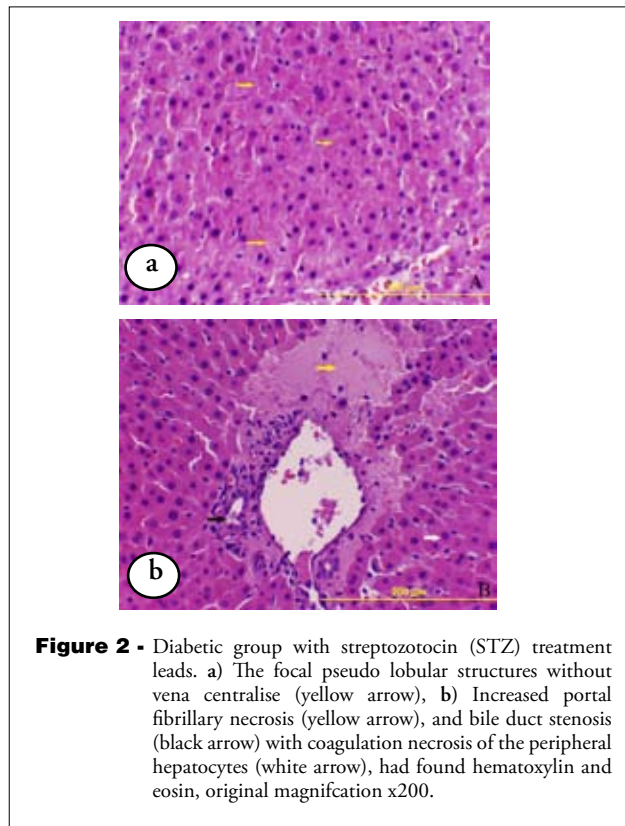 a
A
b
200 µm
B
Figure 2 - Diabetic group with streptozotocin (STZ) treatment
leads. a) The focal pseudo lobular structures without
vena centralise (yellow arrow), b) Increased portal
fibrillary necrosis (yellow arrow), and bile duct stenosis
(black arrow) with coagulation necrosis of the peripheral
hepatocytes (white arrow), had found hematoxylin and
eosin, original magnifcation x200.